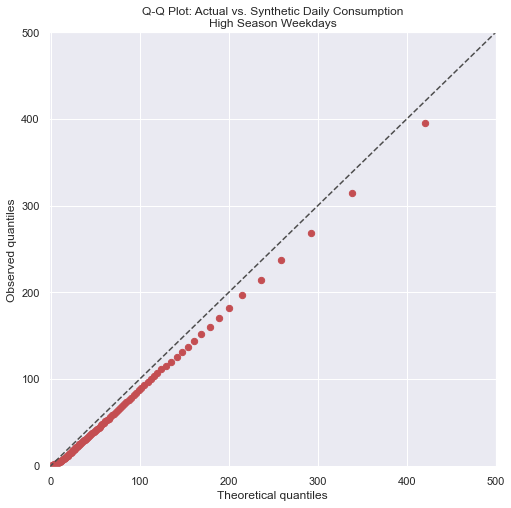 Q-Q Plot: Actual vs. Synthetic Daily Consumption
High Season Weekdays
500
400
300
200
100
0
Observed quantiles
0 100 200 300 400 500
Theoretical quantiles